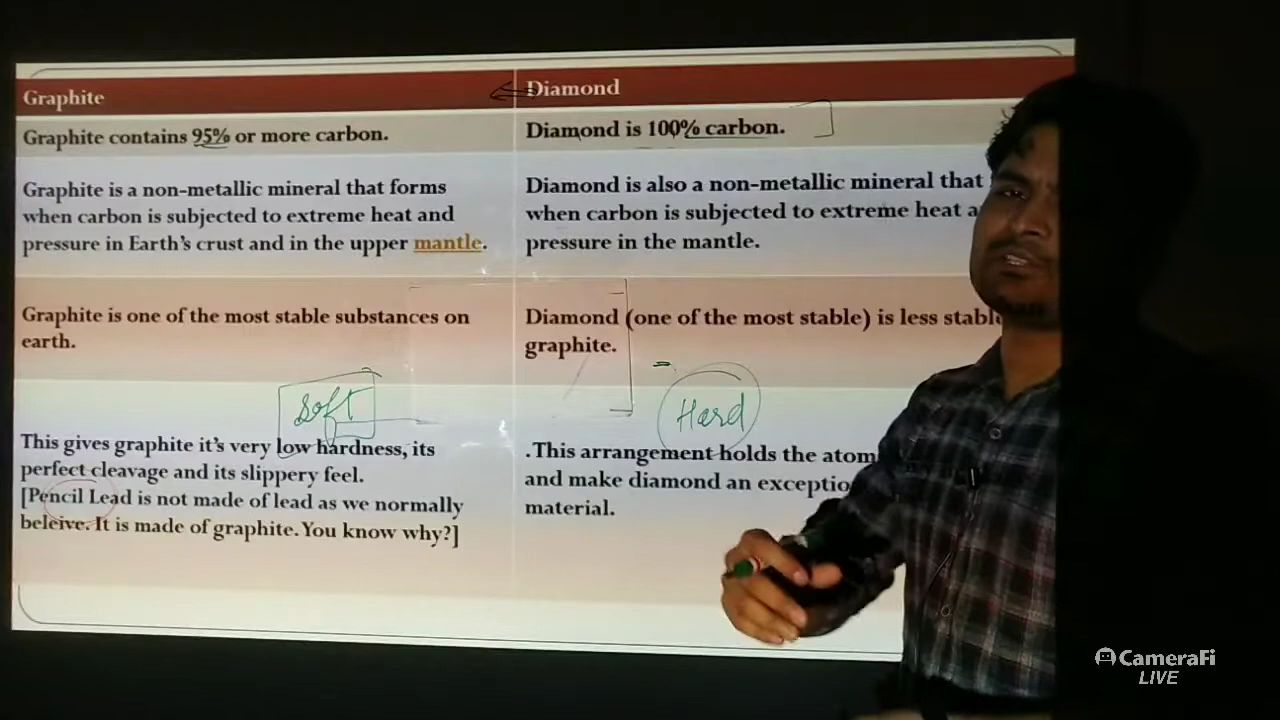 Graphite
Diamond
Graphite contains 95% or more carbon.
Diamond is 100% carbon.
Graphite is a non-metallic mineral that forms
when carbon is subjected to extreme heat and
pressure in Earth's crust and in the upper mantle.
Diamond is also a non-metallic mineral that
when carbon is subjected to extreme heat a
pressure in the mantle.
Graphite is one of the most stable substances on
earth.
Diamond (one of the most stable) is less stable
graphite.
Soft
Hard
This gives graphite it's very low hardness, its
perfect cleavage and its slippery feel.
[Pencil Lead is not made of lead as we normally
beleive. It is made of graphite. You know why?]
.This arrangement holds the atom
and make diamond an exceptio
material.
CameraFi
LIVE